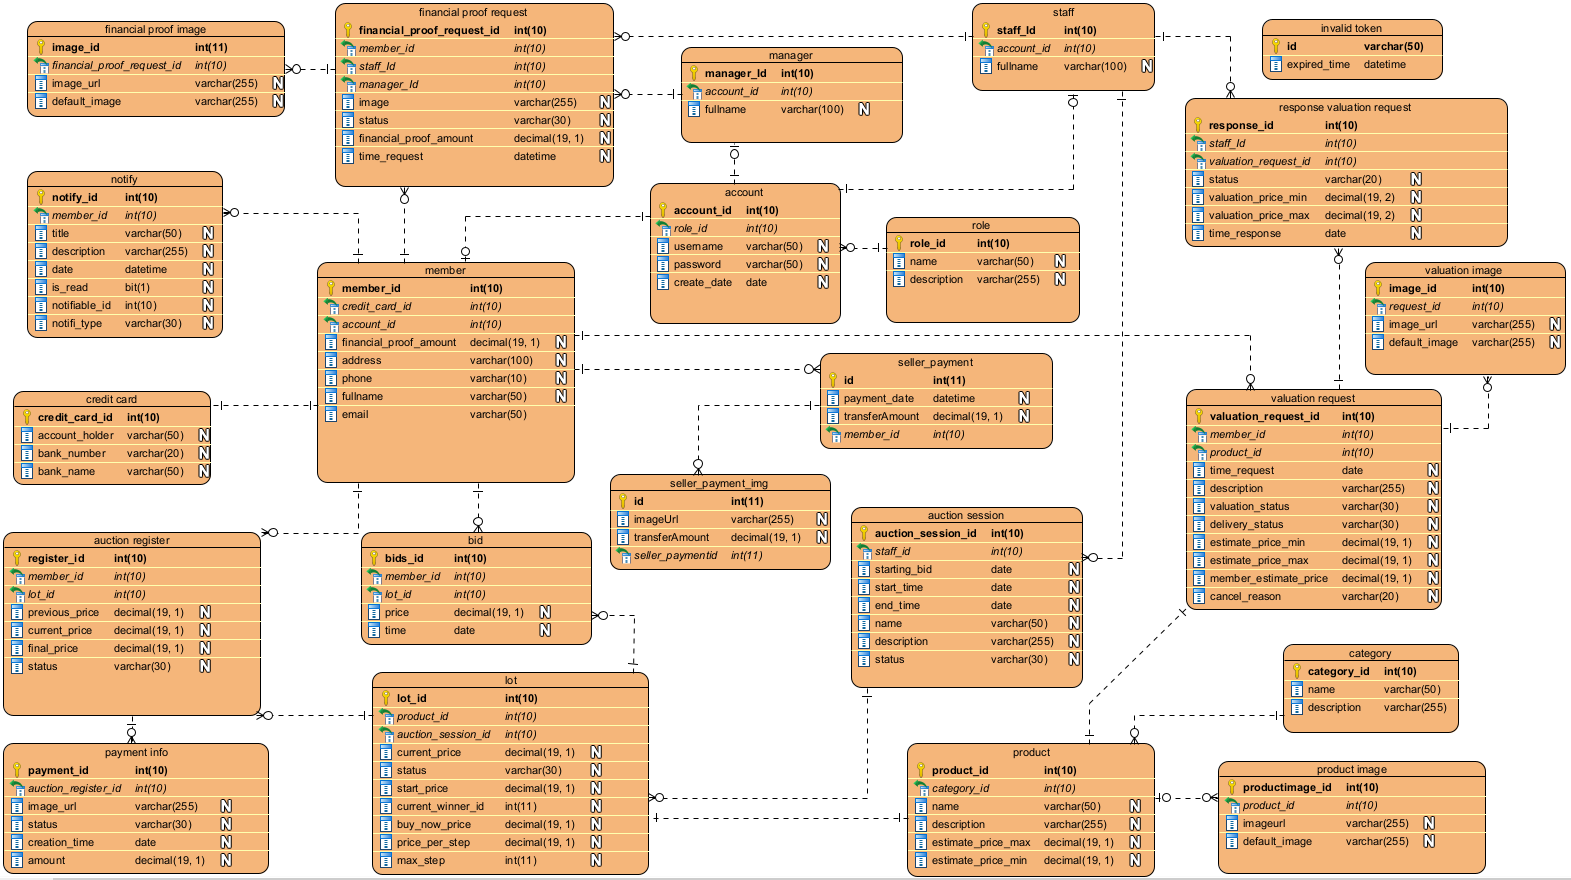 financial proof image
image_id int(11)
financial_proof_request_id int(10)
image_url varchar(255) N
default_image varchar(255) N
financial proof request
financial_proof_request_id int(10)
member_id int(10)
staff_Id int(10)
manager_Id int(10)
image varchar(255) N
status varchar(30) N
financial_proof_amount decimal(19, 1) N
time_request datetime N
manager
manager_Id int(10)
account_id int(10)
fullname varchar(100) N
staff
staff_Id int(10)
account_id int(10)
fullname varchar(100) N
invalid token
id varchar(50)
expired_time datetime
response valuation request
response_id int(10)
staff_Id int(10)
valuation_request_id int(10)
status varchar(20) N
valuation_price_min decimal(19, 2) N
valuation_price_max decimal(19, 2) N
time_response date N
notify
notify_id int(10)
member_id int(10)
title varchar(50) N
description varchar(255) N
date datetime N
is_read bit(1) N
notifiable_id int(10) N
notifi_type varchar(30) N
account
account_id int(10)
role_id int(10)
username varchar(50) N
password varchar(50) N
create_date date N
role
role_id int(10)
name varchar(50) N
description varchar(255) N
member
member_id int(10)
credit_card_id int(10)
account_id int(10)
financial_proof_amount decimal(19, 1) N
address varchar(100) N
phone varchar(10) N
fullname varchar(50) N
email varchar(50)
valuation image
image_id int(10)
request_id int(10)
image_url varchar(255) N
default_image varchar(255) N
seller_payment
id int(11)
payment_date datetime N
transferAmount decimal(19, 1) N
member_id int(10)
credit card
credit_card_id int(10)
account_holder varchar(50) N
bank_number varchar(20) N
bank_name varchar(50) N
valuation request
valuation_request_id int(10)
member_id int(10)
product_id int(10)
time_request date N
description varchar(255) N
valuation_status varchar(30) N
delivery_status varchar(30) N
estimate_price_min decimal(19, 1) N
estimate_price_max decimal(19, 1) N
member_estimate_price decimal(19, 1) N
cancel_reason varchar(20) N
seller_payment_img
id int(11)
imageUrl varchar(255) N
transferAmount decimal(19, 1) N
seller_paymentid int(11)
auction session
auction_session_id int(10)
staff_id int(10)
starting_bid date N
start_time date N
end_time date N
name varchar(50) N
description varchar(255) N
status varchar(30) N
auction register
register_id int(10)
member_id int(10)
lot_id int(10)
previous_price decimal(19, 1) N
current_price decimal(19, 1) N
final_price decimal(19, 1) N
status varchar(30) N
bid
bids_id int(10)
member_id int(10)
lot_id int(10)
price decimal(19, 1) N
time date N
category
category_id int(10)
name varchar(50)
description varchar(255)
lot
lot_id int(10)
product_id int(10)
auction_session_id int(10)
current_price decimal(19, 1) N
status varchar(30) N
start_price decimal(19, 1) N
current_winner_id int(11) N
buy_now_price decimal(19, 1) N
price_per_step decimal(19, 1) N
max_step int(11) N
payment info
payment_id int(10)
auction_register_id int(10)
image_url varchar(255) N
status varchar(30) N
creation_time date N
amount decimal(19, 1) N
product
product_id int(10)
category_id int(10)
name varchar(50) N
description varchar(255) N
estimate_price_max decimal(19, 1) N
estimate_price_min decimal(19, 1) N
product image
productimage_id int(10)
product_id int(10)
imageurl varchar(255) N
default_image varchar(255) N